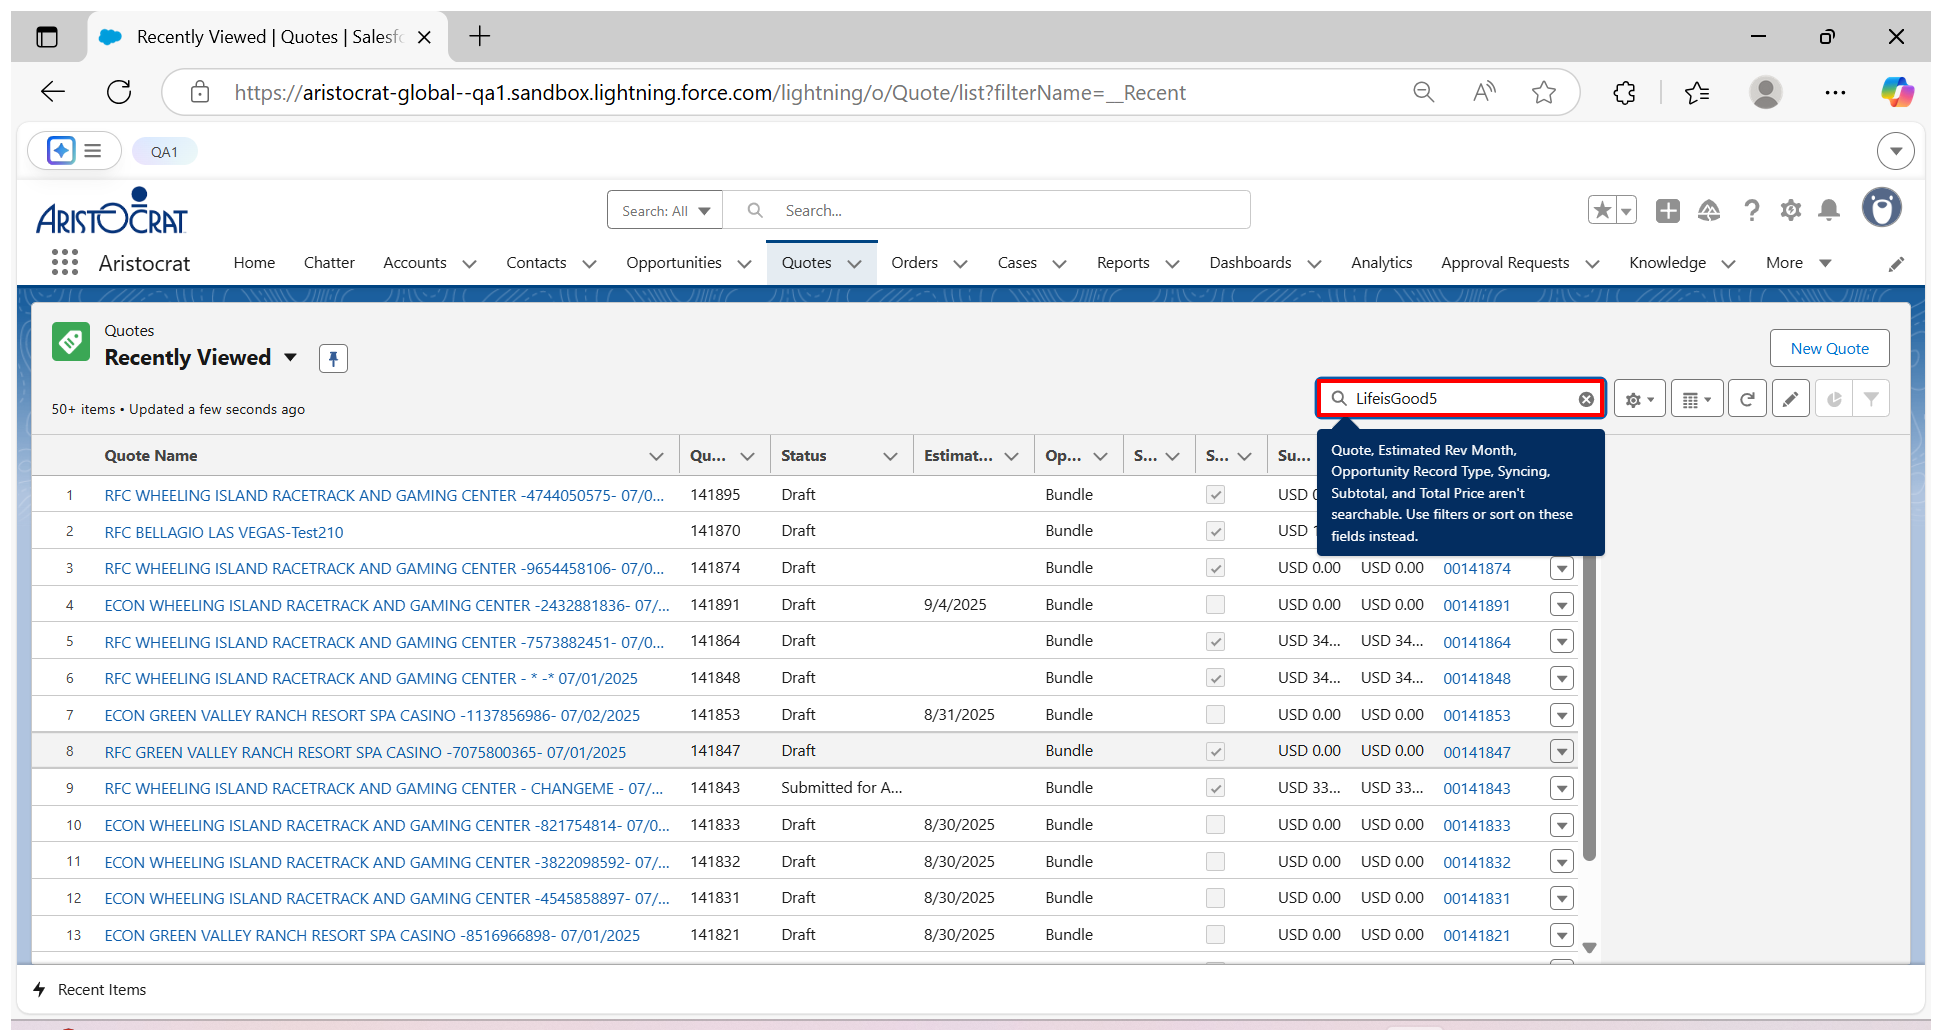 Recently Viewed | Quotes | Salesfo
https://aristocrat-global--qa1.sandbox.lightning.force.com/lightning/o/Quote/list?filterName=__Recent
QA1
ARISTOCRAT
Search: All
Search...
Aristocrat Home Chatter Accounts Contacts Opportunities Quotes Orders Cases Reports Dashboards Analytics Approval Requests Knowledge More
Quotes
Recently Viewed
New Quote
50+ items • Updated a few seconds ago
LifeisGood5
Quote, Estimated Rev Month,
Opportunity Record Type, Syncing,
Subtotal, and Total Price aren't
searchable. Use filters or sort on these
fields instead.
Quote Name Qu... Status Estimat... Op... S... S... Su...
1 RFC WHEELING ISLAND RACETRACK AND GAMING CENTER -4744050575- 07/0... 141895 Draft Bundle USD
2 RFC BELLAGIO LAS VEGAS-Test210 141870 Draft Bundle USD
3 RFC WHEELING ISLAND RACETRACK AND GAMING CENTER -9654458106- 07/0... 141874 Draft Bundle USD 0.00 USD 0.00 00141874
4 ECON WHEELING ISLAND RACETRACK AND GAMING CENTER -2432881836- 07/... 141891 Draft 9/4/2025 Bundle USD 0.00 USD 0.00 00141891
5 RFC WHEELING ISLAND RACETRACK AND GAMING CENTER -7573882451- 07/0... 141864 Draft Bundle USD 34... USD 34... 00141864
6 RFC WHEELING ISLAND RACETRACK AND GAMING CENTER - * -* 07/01/2025 141848 Draft Bundle USD 34... USD 34... 00141848
7 ECON GREEN VALLEY RANCH RESORT SPA CASINO -1137856986- 07/02/2025 141853 Draft 8/31/2025 Bundle USD 0.00 USD 0.00 00141853
8 RFC GREEN VALLEY RANCH RESORT SPA CASINO -7075800365- 07/01/2025 141847 Draft Bundle USD 0.00 USD 0.00 00141847
9 RFC WHEELING ISLAND RACETRACK AND GAMING CENTER - CHANGEME - 07/... 141843 Submitted for A... Bundle USD 33... USD 33... 00141843
10 ECON WHEELING ISLAND RACETRACK AND GAMING CENTER -821754814- 07/0... 141833 Draft 8/30/2025 Bundle USD 0.00 USD 0.00 00141833
11 ECON WHEELING ISLAND RACETRACK AND GAMING CENTER -3822098592- 07/... 141832 Draft 8/30/2025 Bundle USD 0.00 USD 0.00 00141832
12 ECON WHEELING ISLAND RACETRACK AND GAMING CENTER -4545858897- 07/... 141831 Draft 8/30/2025 Bundle USD 0.00 USD 0.00 00141831
13 ECON GREEN VALLEY RANCH RESORT SPA CASINO -8516966898- 07/01/2025 141821 Draft 8/30/2025 Bundle USD 0.00 USD 0.00 00141821
Recent Items